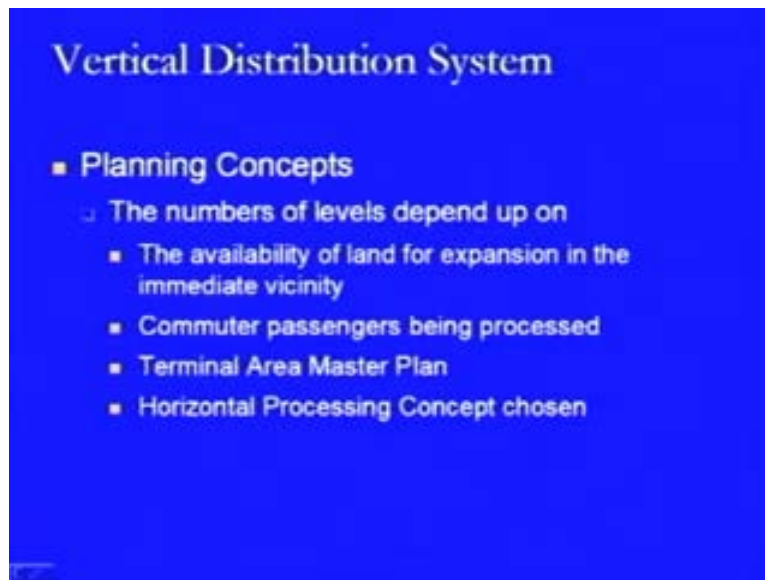 Vertical Distribution System
Planning Concepts
The numbers of levels depend up on
The availability of land for expansion in the
immediate vicinity
Commuter passengers being processed
Terminal Area Master Plan
Horizontal Processing Concept chosen